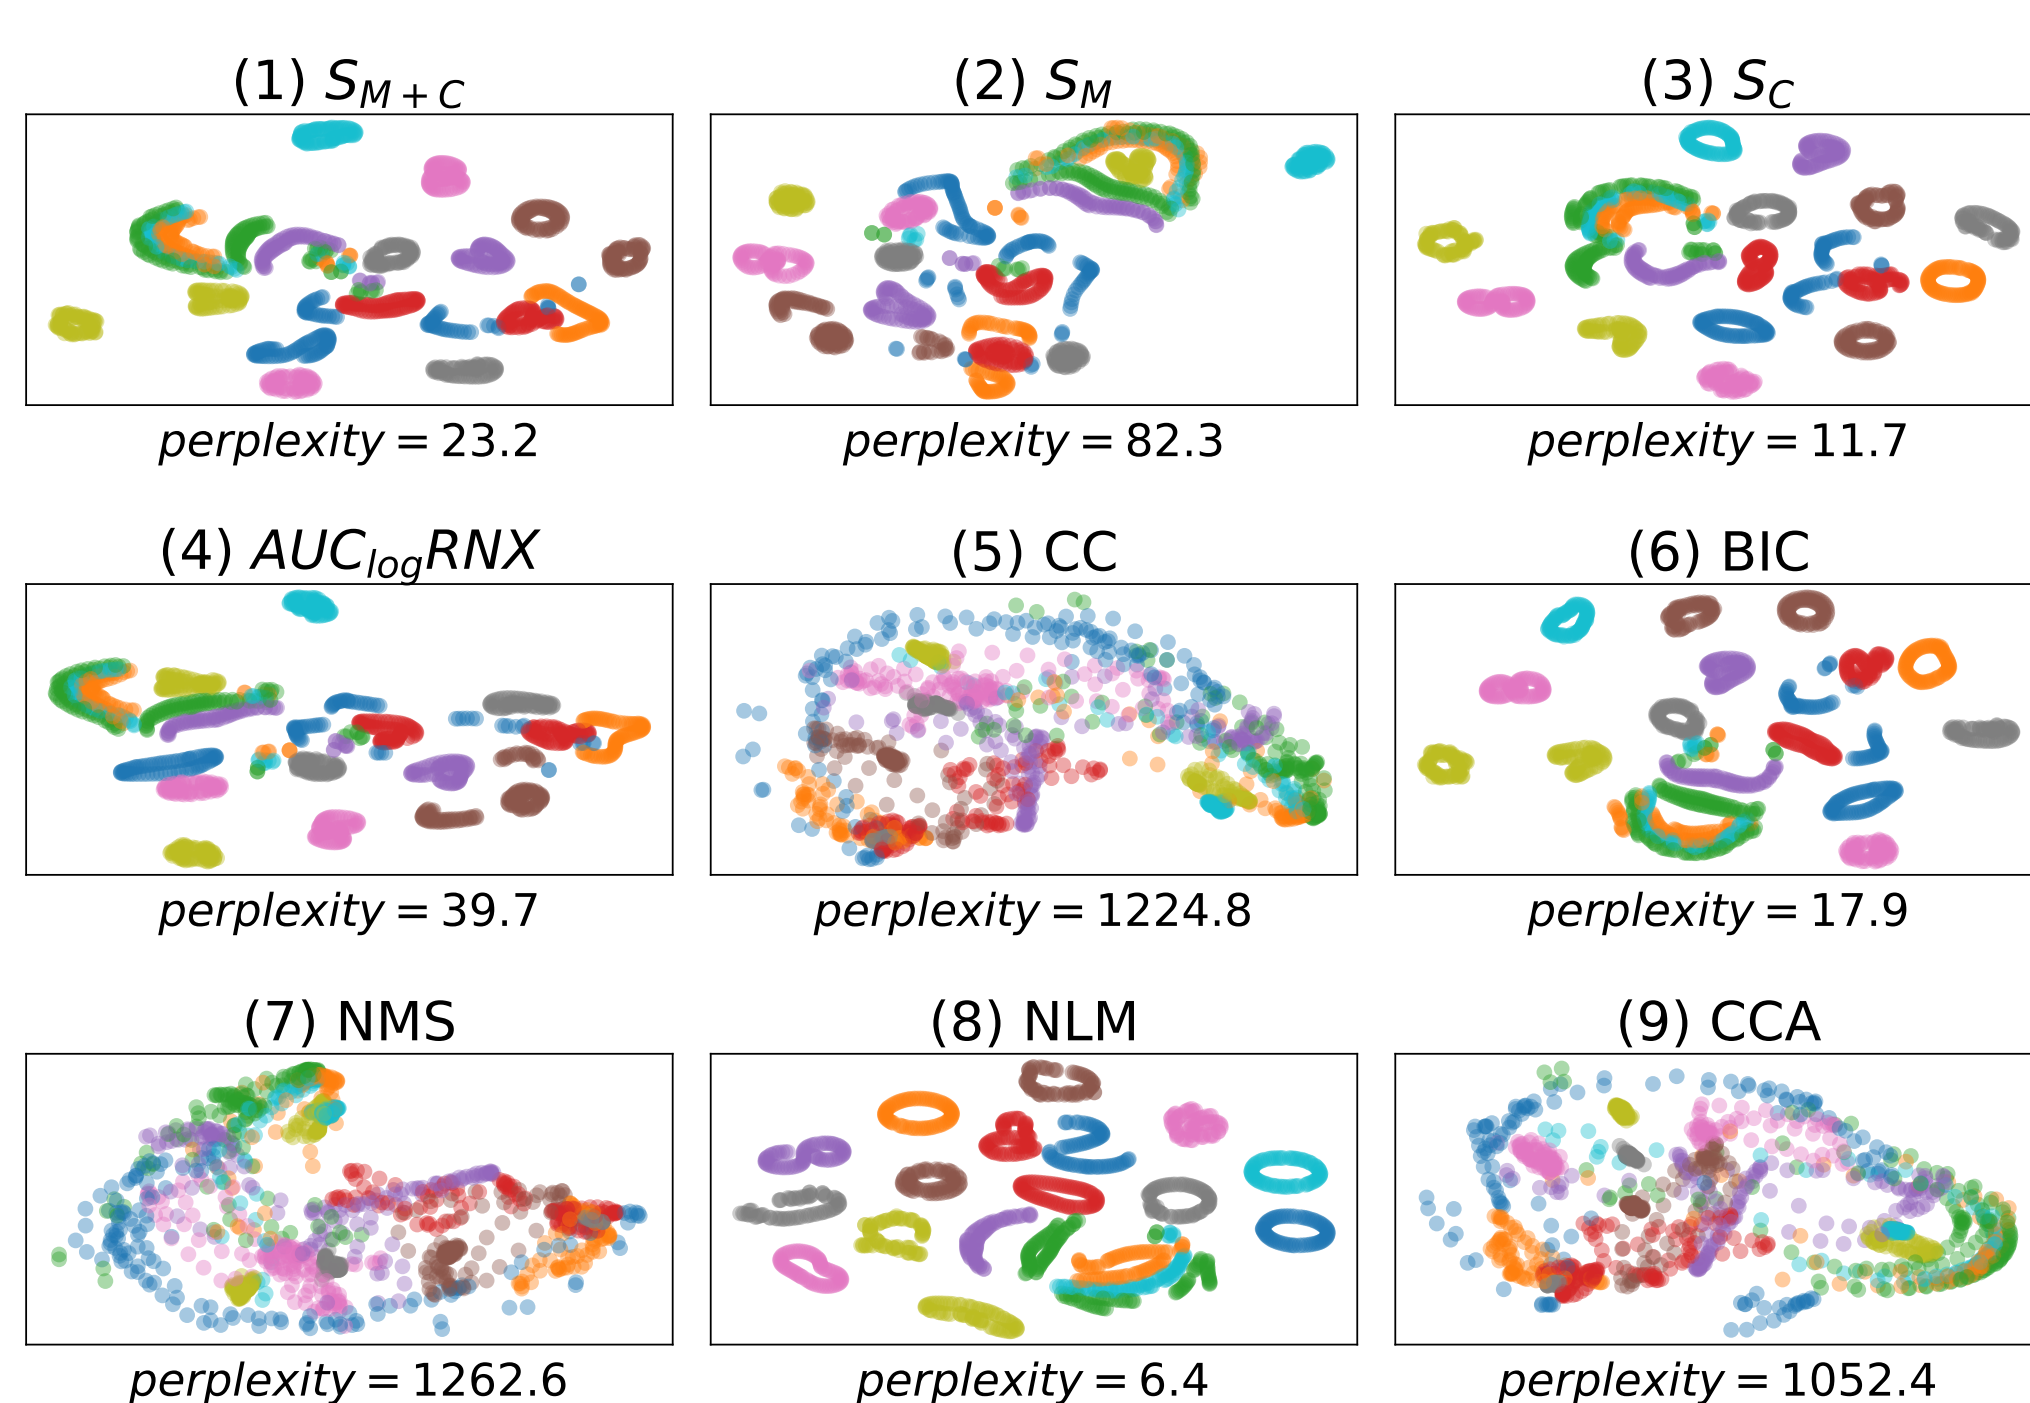 (1) S_{M+C} (2) S_M (3) S_C
perplexity = 23.2 perplexity = 82.3 perplexity = 11.7
(4) AUC_{log}RNX (5) CC (6) BIC
perplexity = 39.7 perplexity = 1224.8 perplexity = 17.9
(7) NMS (8) NLM (9) CCA
perplexity = 1262.6 perplexity = 6.4 perplexity = 1052.4